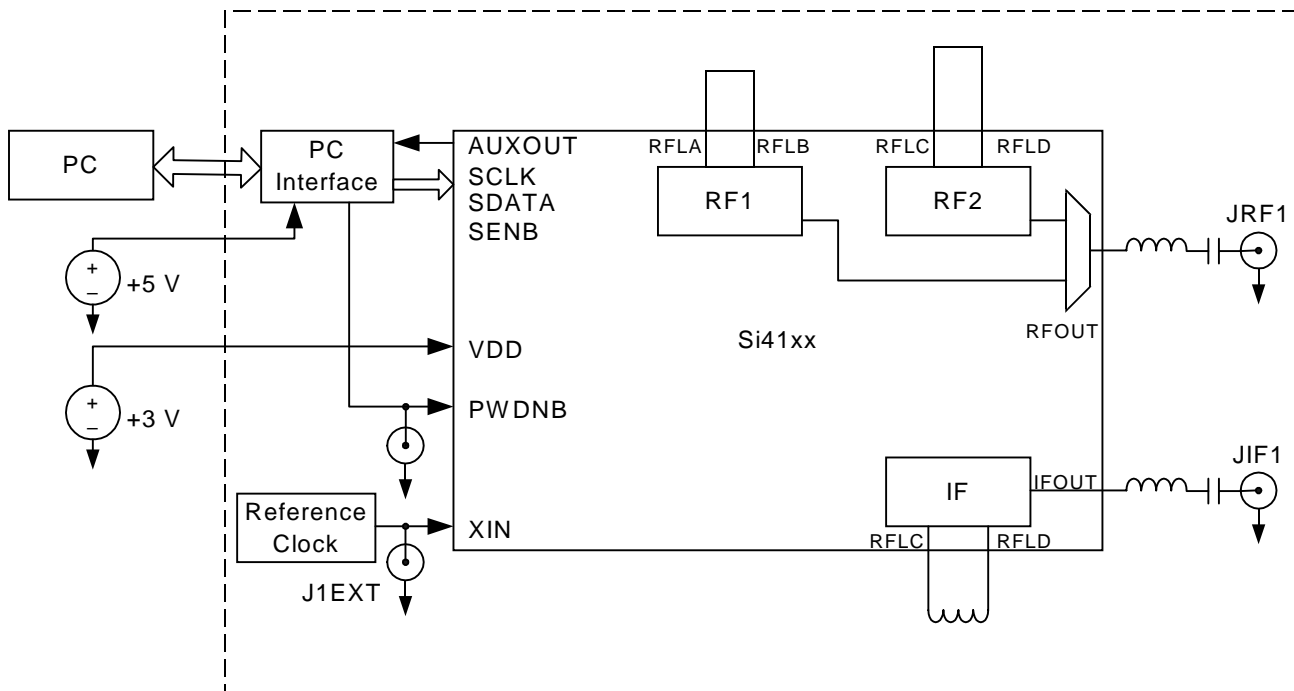 PC
PC
Interface
AUXOUT
SCLK
SDATA
SENB
RFLA
RFLB
RFLC
RFLD
RF1
RF2
JRF1
+
–
+5 V
RFOUT
Si41xx
VDD
+
–
+3 V
PWDNB
JIF1
IF
IFOUT
Reference
Clock
XIN
RFLC
RFLD
J1EXT